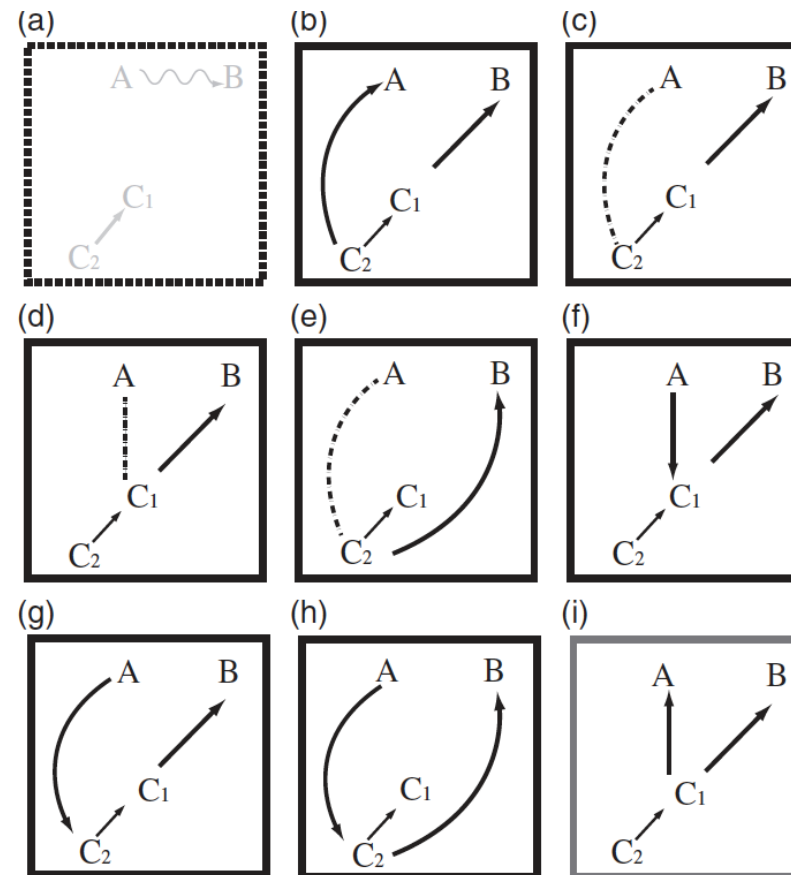 (a) (b) (c)
A B A B A B
C1 C1 C1
C2 C2 C2
(d) (e) (f)
A B A B A B
C1 C1 C1
C2 C2 C2
(g) (h) (i)
A B A B A B
C1 C1 C1
C2 C2 C2